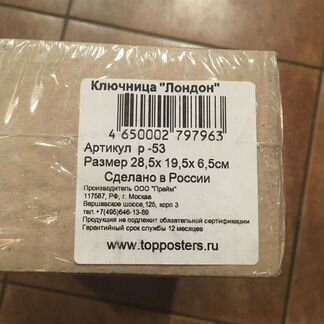 Ключница "Лондон"
4 650002 797963
Артикул р -53
Размер 28,5х 19,5х 6,5см
Сделано в России
Производитель ООО "Прайм"
117587, РФ, г. Москва
Варшавское шоссе,125, корп 3
тел +7(495)646-13-89
Продукция не подлежит обязательной сертификации
Гарантийный срок службы 12 месяцев
www.topposters.ru